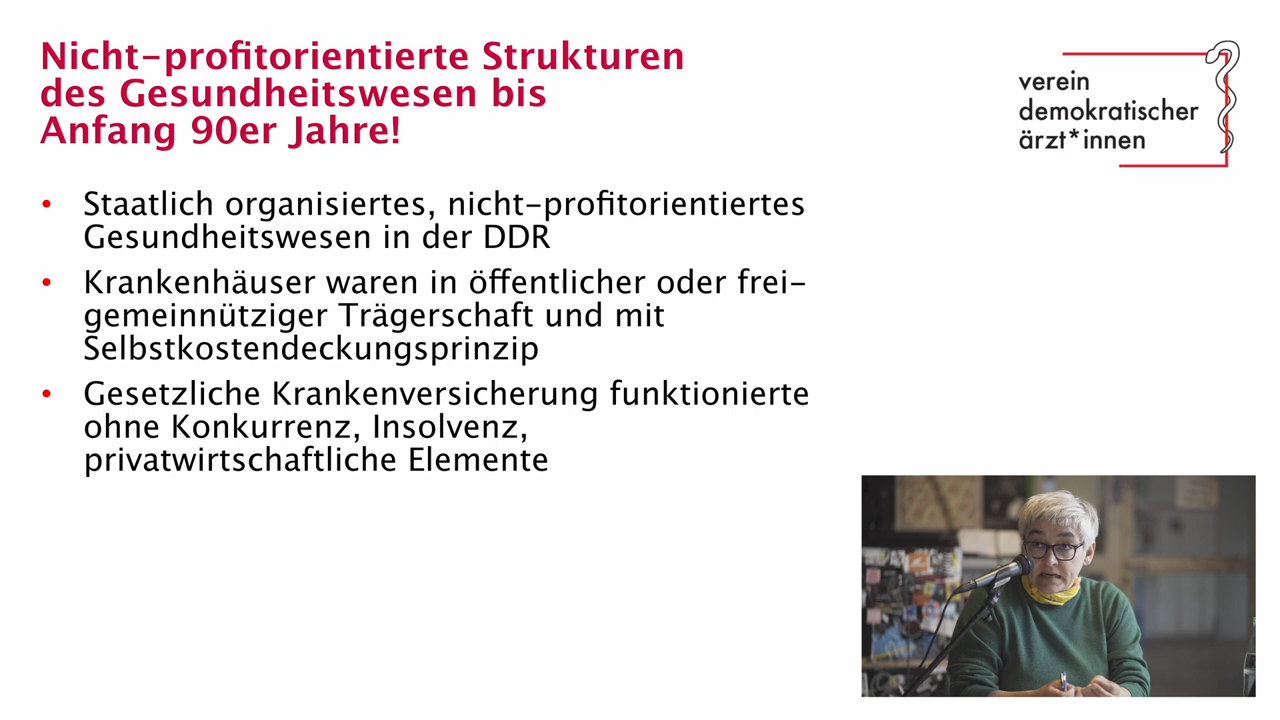 Nicht-profitorientierte Strukturen
des Gesundheitswesen bis
Anfang 90er Jahre!
verein
demokratischer
ärzt*innen
• Staatlich organisiertes, nicht-profitorientiertes
Gesundheitswesen in der DDR
• Krankenhäuser waren in öffentlicher oder frei-
gemeinnütziger Trägerschaft und mit
Selbstkostendeckungsprinzip
• Gesetzliche Krankenversicherung funktionierte
ohne Konkurrenz, Insolvenz,
privatwirtschaftliche Elemente